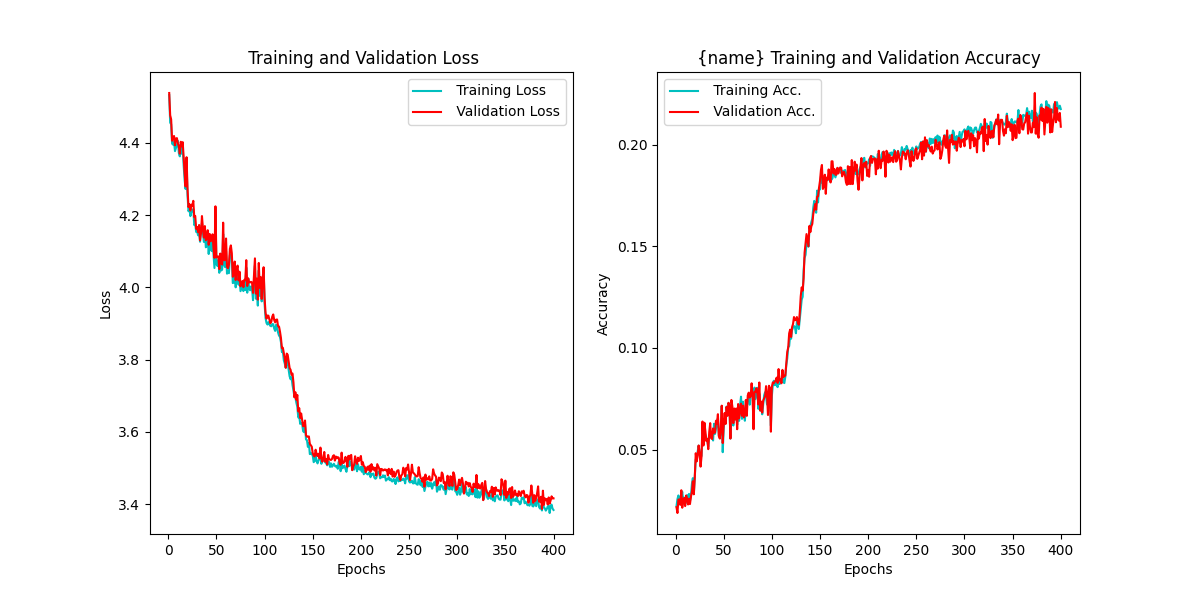 Training and Validation Loss
Training Loss
Validation Loss
4.4
4.2
4.0
3.8
3.6
3.4
Loss
0 50 100 150 200 250 300 350 400
Epochs
{name} Training and Validation Accuracy
Training Acc.
Validation Acc.
0.20
0.15
0.10
0.05
Accuracy
0 50 100 150 200 250 300 350 400
Epochs